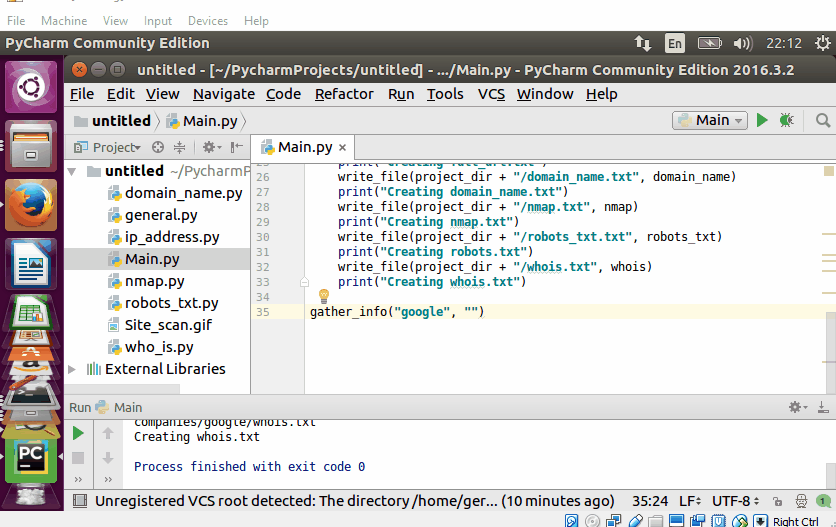 File Machine View Input Devices Help
PyCharm Community Edition
En
22:12
untitled - [~/PycharmProjects/untitled] - .../Main.py - PyCharm Community Edition 2016.3.2
File Edit View Navigate Code Refactor Run Tools VCS Window Help
untitled Main.py
Main
Project
Main.py
untitled ~/PycharmP
domain_name.py
general.py
ip_address.py
Main.py
nmap.py
robots_txt.py
Site_scan.gif
who_is.py
External Libraries
26 write_file(project_dir + "/domain_name.txt", domain_name)
27 print("Creating domain_name.txt")
28 write_file(project_dir + "/nmap.txt", nmap)
29 print("Creating nmap.txt")
30 write_file(project_dir + "/robots_txt.txt", robots_txt)
31 print("Creating robots.txt")
32 write_file(project_dir + "/whois.txt", whois)
33 print("Creating whois.txt")
34
35 gather_info("google", "")
Run Main
companies/google/whois.txt
Creating whois.txt
Process finished with exit code 0
PC
Unregistered VCS root detected: The directory /home/ger... (10 minutes ago) 35:24 LF÷ UTF-8÷ 1
Right Ctrl